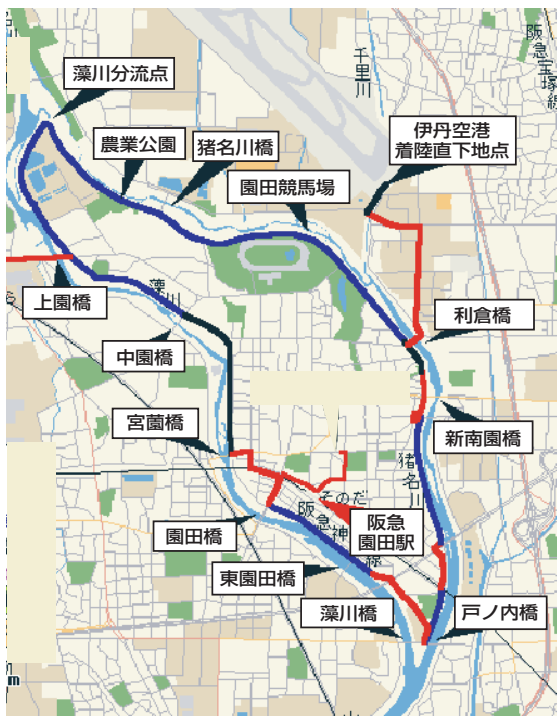 阪急宝塚線
千里川
藻川分流点
伊丹空港
着陸直下地点
農業公園
猪名川橋
園田競馬場
上園橋
藻川
利倉橋
中園橋
宮薗橋
新南園橋
猪名川
そのだ
阪急神
線
園田橋
阪急
園田駅
東園田橋
藻川橋
戸ノ内橋
m